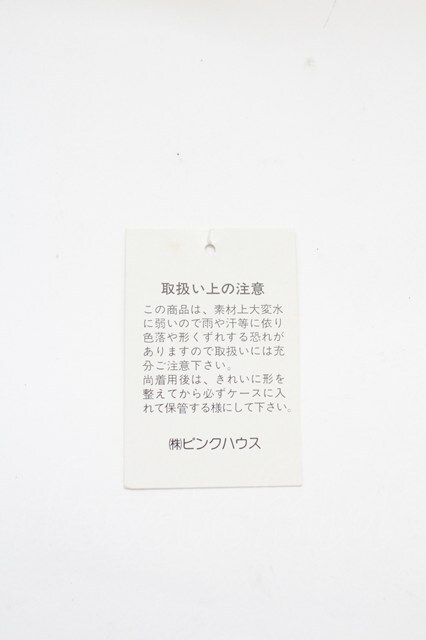 取扱い上の注意
この商品は、素材上大変水
に弱いので雨や汗等に依り
色落や形くずれする恐れが
ありますので取扱いには充
分ご注意下さい。
尚着用後は、きれいに形を
整えてから必ずケースに入
れて保管する様にして下さい。
㈱ピンクハウス